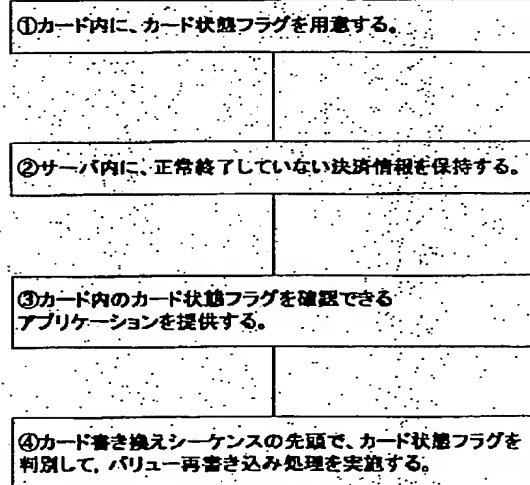 ①カード内に、カード状態フラグを用意する。
②サーバ内に、正常終了していない決済情報を保持する。
③カード内のカード状態フラグを確認できる
アプリケーションを提供する。
④カード書き換えシーケンスの先頭で、カード状態フラグを
判別して、バリュー再書き込み処理を実施する。